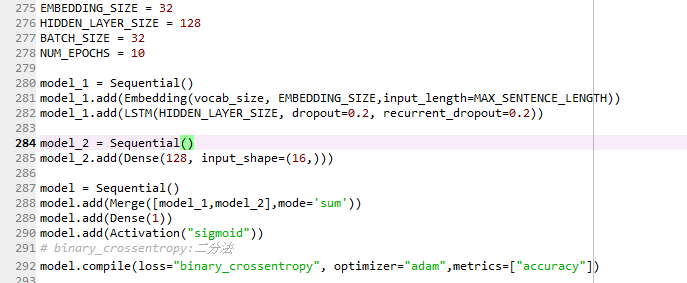 275 EMBEDDING_SIZE = 32
276 HIDDEN_LAYER_SIZE = 128
277 BATCH_SIZE = 32
278 NUM_EPOCHS = 10
279
280 model_1 = Sequential()
281 model_1.add(Embedding(vocab_size, EMBEDDING_SIZE,input_length=MAX_SENTENCE_LENGTH))
282 model_1.add(LSTM(HIDDEN_LAYER_SIZE, dropout=0.2, recurrent_dropout=0.2))
283
284 model_2 = Sequential()
285 model_2.add(Dense(128, input_shape=(16,)))
286
287 model = Sequential()
288 model.add(Merge([model_1,model_2],mode='sum'))
289 model.add(Dense(1))
290 model.add(Activation("sigmoid"))
291 # binary_crossentropy:二分法
292 model.compile(loss="binary_crossentropy", optimizer="adam",metrics=["accuracy"])
293